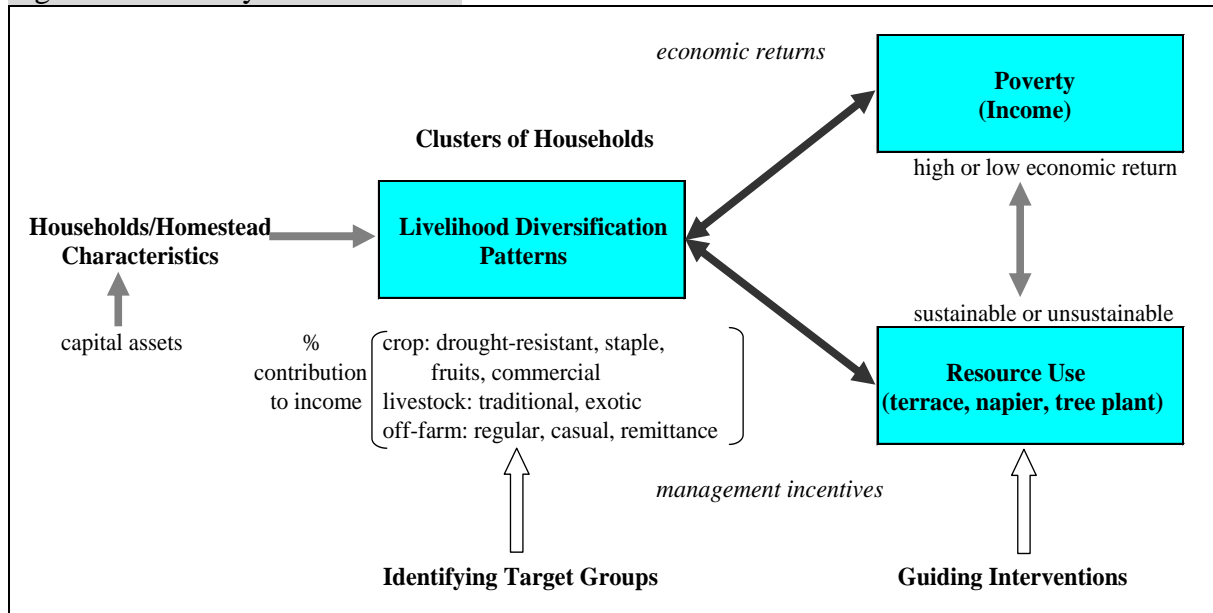 economic returns
Poverty
(Income)
Clusters of Households
high or low economic return
Households/Homestead
Characteristics
Livelihood Diversification
Patterns
sustainable or unsustainable
capital assets
%
contribution
to income
crop: drought-resistant, staple,
fruits, commercial
livestock: traditional, exotic
off-farm: regular, casual, remittance
Resource Use
(terrace, napier, tree plant)
management incentives
Identifying Target Groups
Guiding Interventions